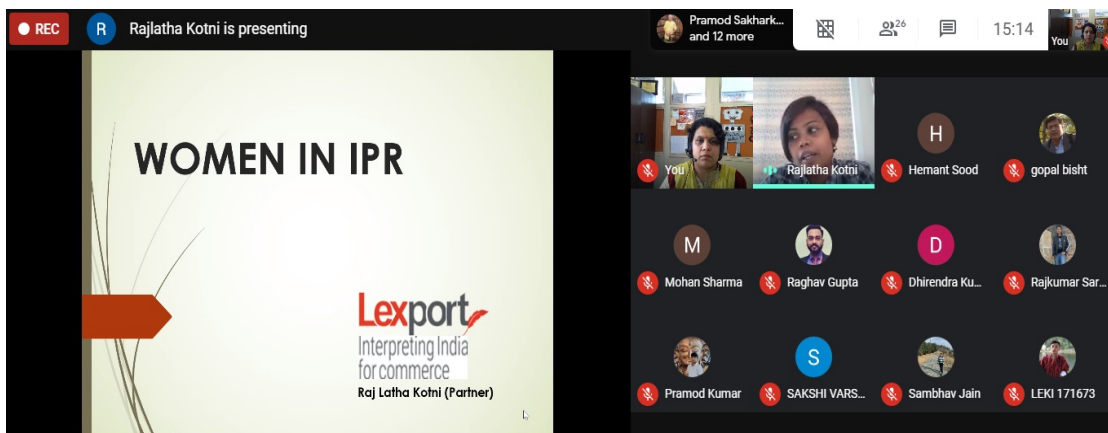 REC
R
Rajlatha Kotni is presenting
Pramod Sakhark...
and 12 more
26
15:14
You
WOMEN IN IPR
Lexport
Interpreting India
for commerce
Raj Latha Kotni (Partner)
You
Rajlatha Kotni
H
Hemant Sood
gopal bisht
M
Mohan Sharma
Raghav Gupta
D
Dhirendra Ku...
Rajkumar Sar...
Pramod Kumar
S
SAKSHI VARS...
Sambhav Jain
LEKI 171673